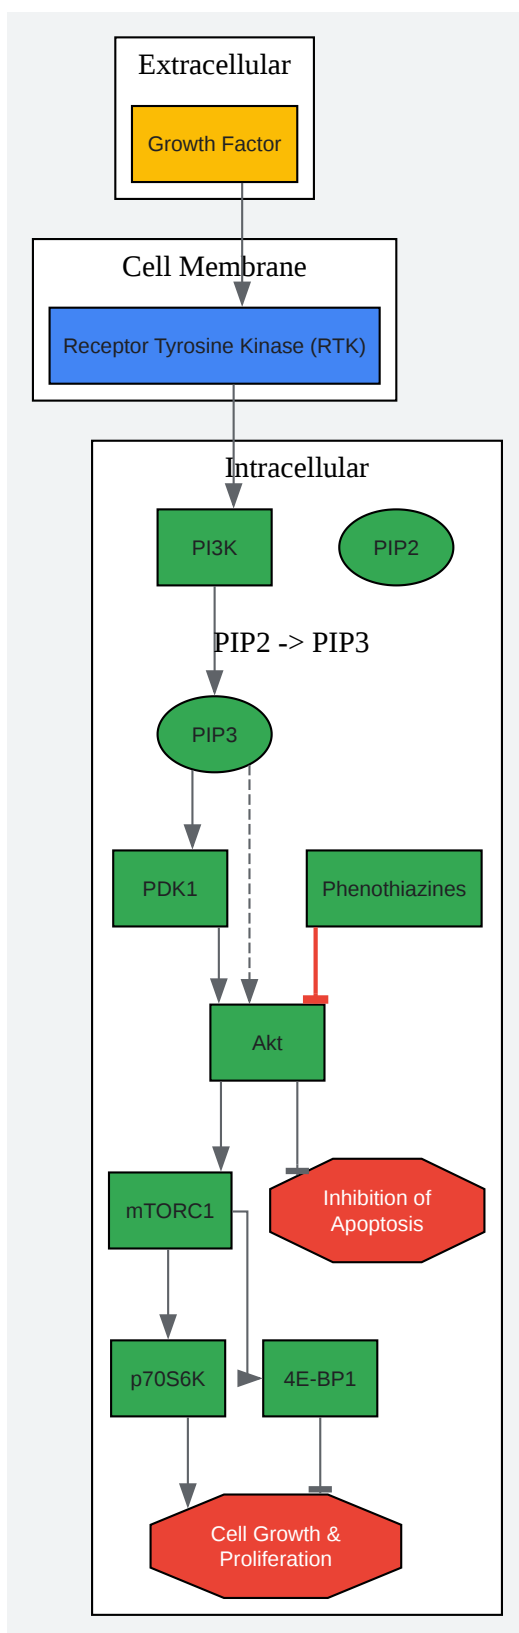 Extracellular
Growth Factor
Cell Membrane
Receptor Tyrosine Kinase (RTK)
Intracellular
PI3K
PIP2
PIP2 -> PIP3
PIP3
PDK1
Phenothiazines
Akt
mTORC1
Inhibition of
Apoptosis
p70S6K
4E-BP1
Cell Growth &
Proliferation